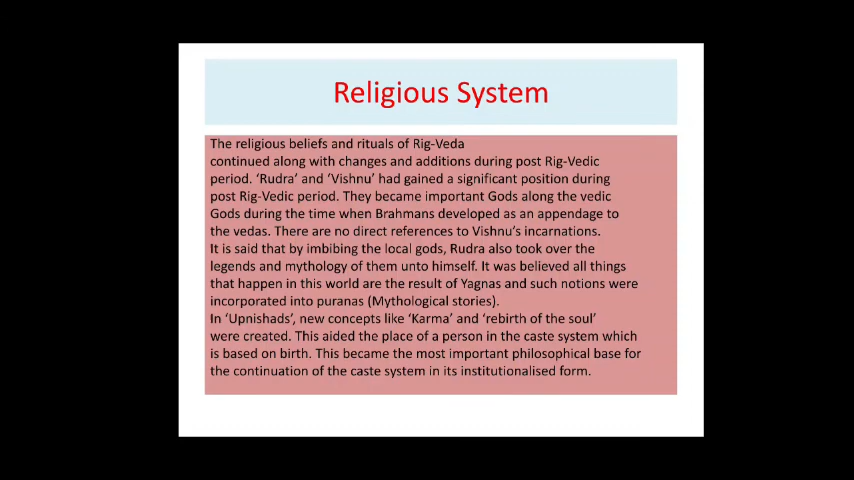 Religious System
The religious beliefs and rituals of Rig-Veda
continued along with changes and additions during post Rig-Vedic
period. ‘Rudra’ and ‘Vishnu’ had gained a significant position during
post Rig-Vedic period. They became important Gods along the vedic
Gods during the time when Brahmans developed as an appendage to
the vedas. There are no direct references to Vishnu’s incarnations.
It is said that by imbibing the local gods, Rudra also took over the
legends and mythology of them unto himself. It was believed all things
that happen in this world are the result of Yagnas and such notions were
incorporated into puranas (Mythological stories).
In ‘Upnishads’, new concepts like ‘Karma’ and ‘rebirth of the soul’
were created. This aided the place of a person in the caste system which
is based on birth. This became the most important philosophical base for
the continuation of the caste system in its institutionalised form.